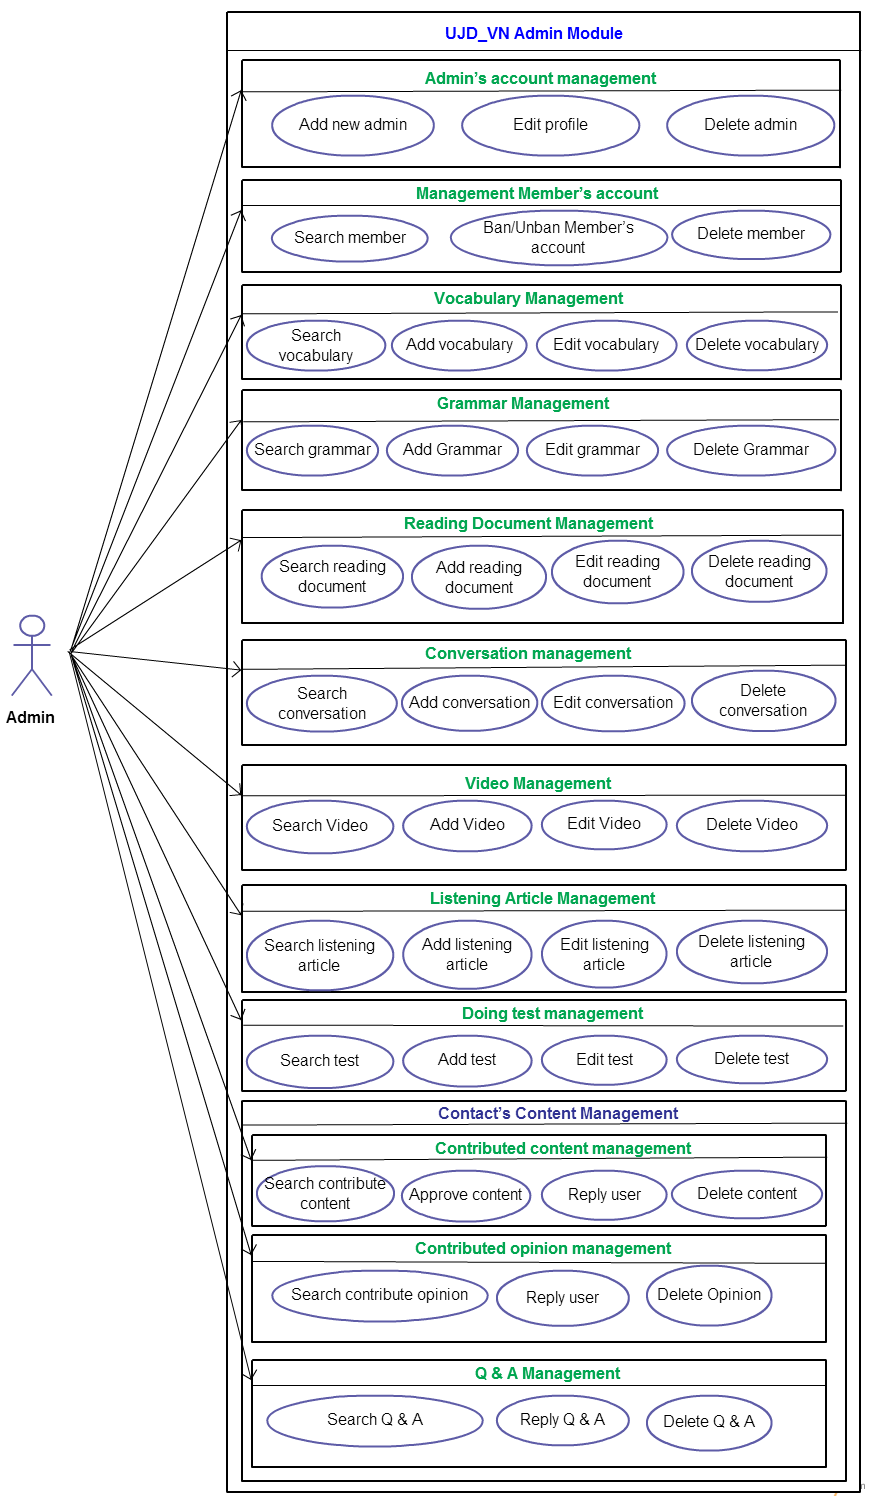 UJD_VN Admin Module
Admin's account management
Add new admin
Edit profile
Delete admin
Management Member's account
Search member
Ban/Unban Member's
account
Delete member
Vocabulary Management
Search
vocabulary
Add vocabulary
Edit vocabulary
Delete vocabulary
Grammar Management
Search grammar
Add Grammar
Edit grammar
Delete Grammar
Reading Document Management
Search reading
document
Add reading
document
Edit reading
document
Delete reading
document
Admin
Conversation management
Search
conversation
Add conversation
Edit conversation
Delete
conversation
Video Management
Search Video
Add Video
Edit Video
Delete Video
Listening Article Management
Search listening
article
Add listening
article
Edit listening
article
Delete listening
article
Doing test management
Search test
Add test
Edit test
Delete test
Contact's Content Management
Contributed content management
Search contribute
content
Approve content
Reply user
Delete content
Contributed opinion management
Search contribute opinion
Reply user
Delete Opinion
Q & A Management
Search Q & A
Reply Q & A
Delete Q & A